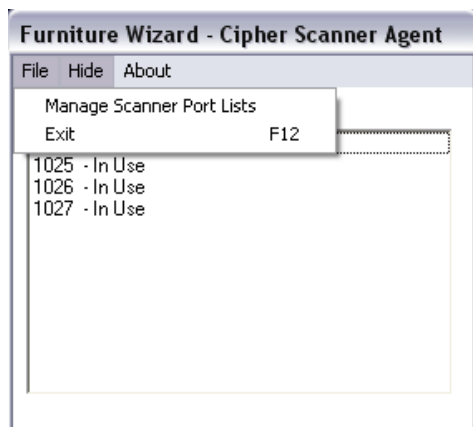 Furniture Wizard - Cipher Scanner Agent
File Hide About
Manage Scanner Port Lists
Exit F12
1025 - In Use
1026 - In Use
1027 - In Use